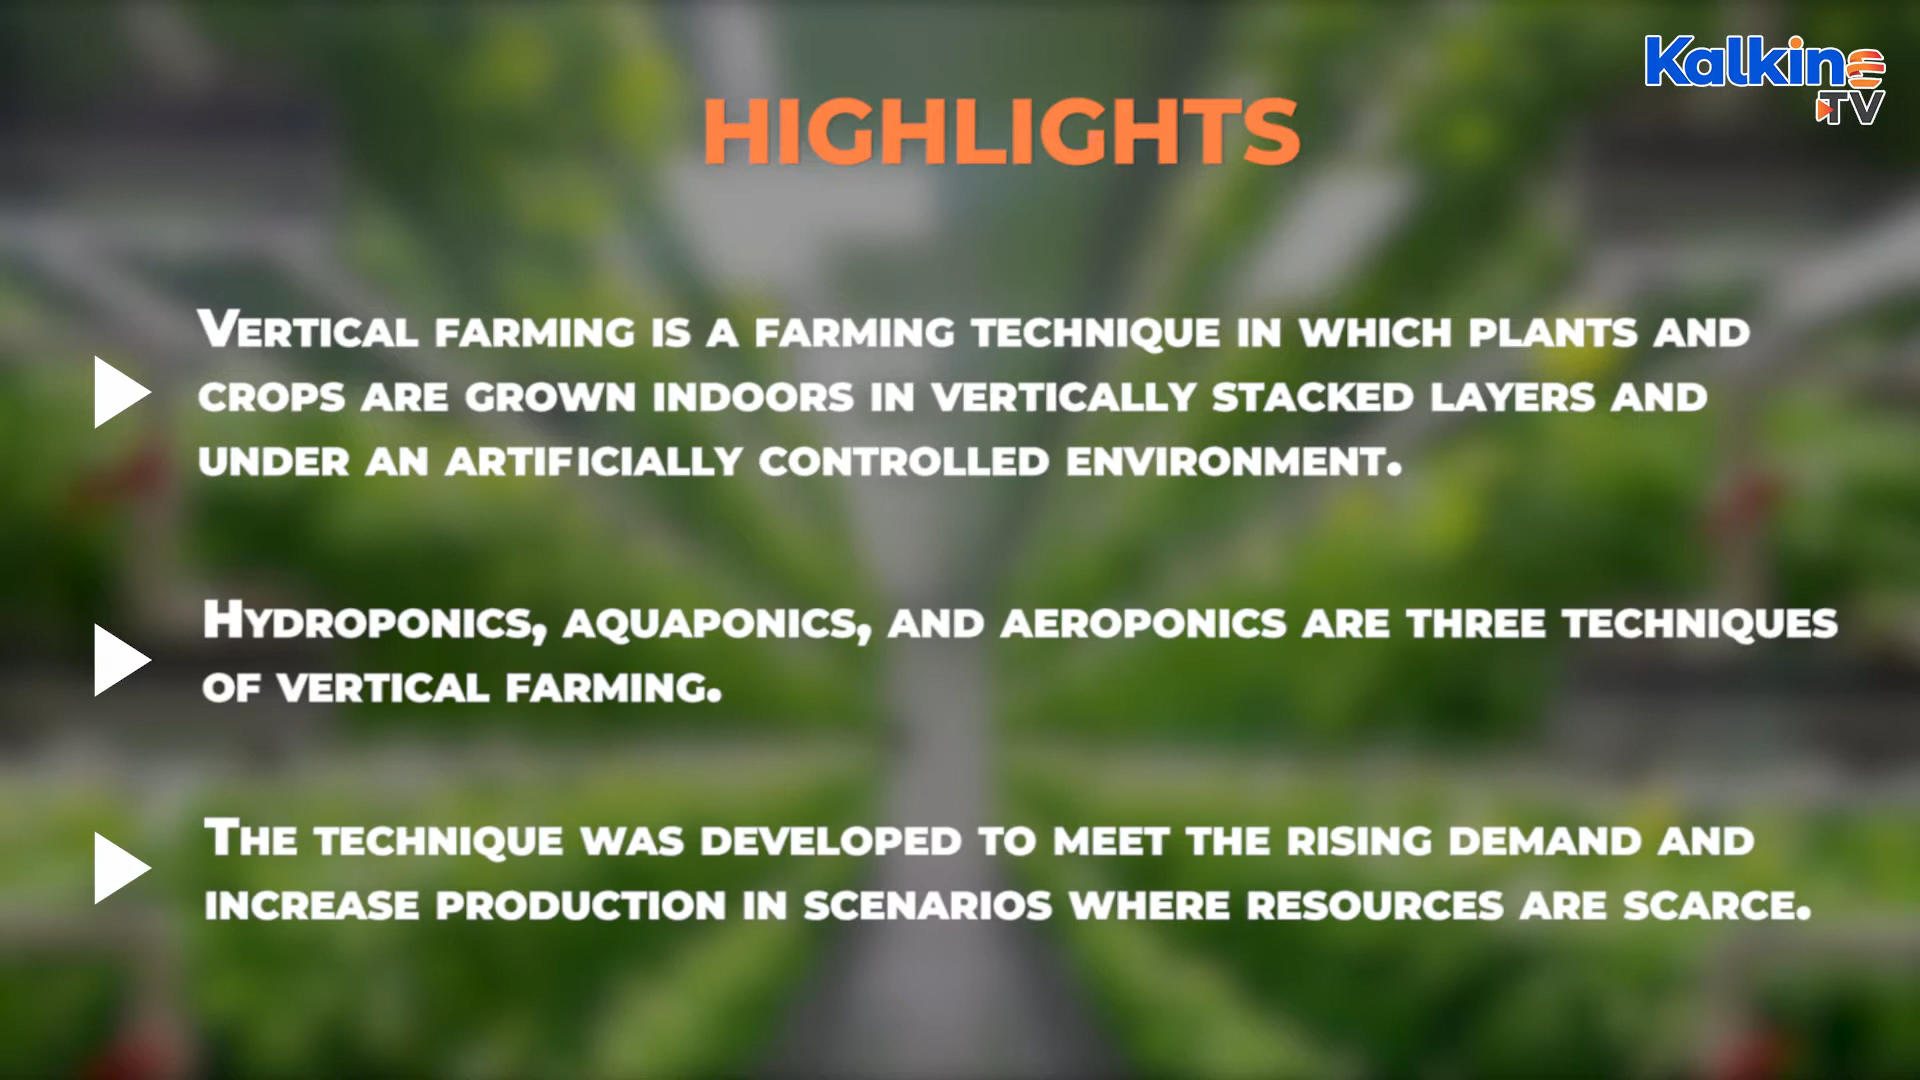 Kalkine
TV
HIGHLIGHTS
Vertical farming is a farming technique in which plants and
crops are grown indoors in vertically stacked layers and
under an artificially controlled environment.
Hydroponics, aquaponics, and aeroponics are three techniques
of vertical farming.
The technique was developed to meet the rising demand and
increase production in scenarios where resources are scarce.